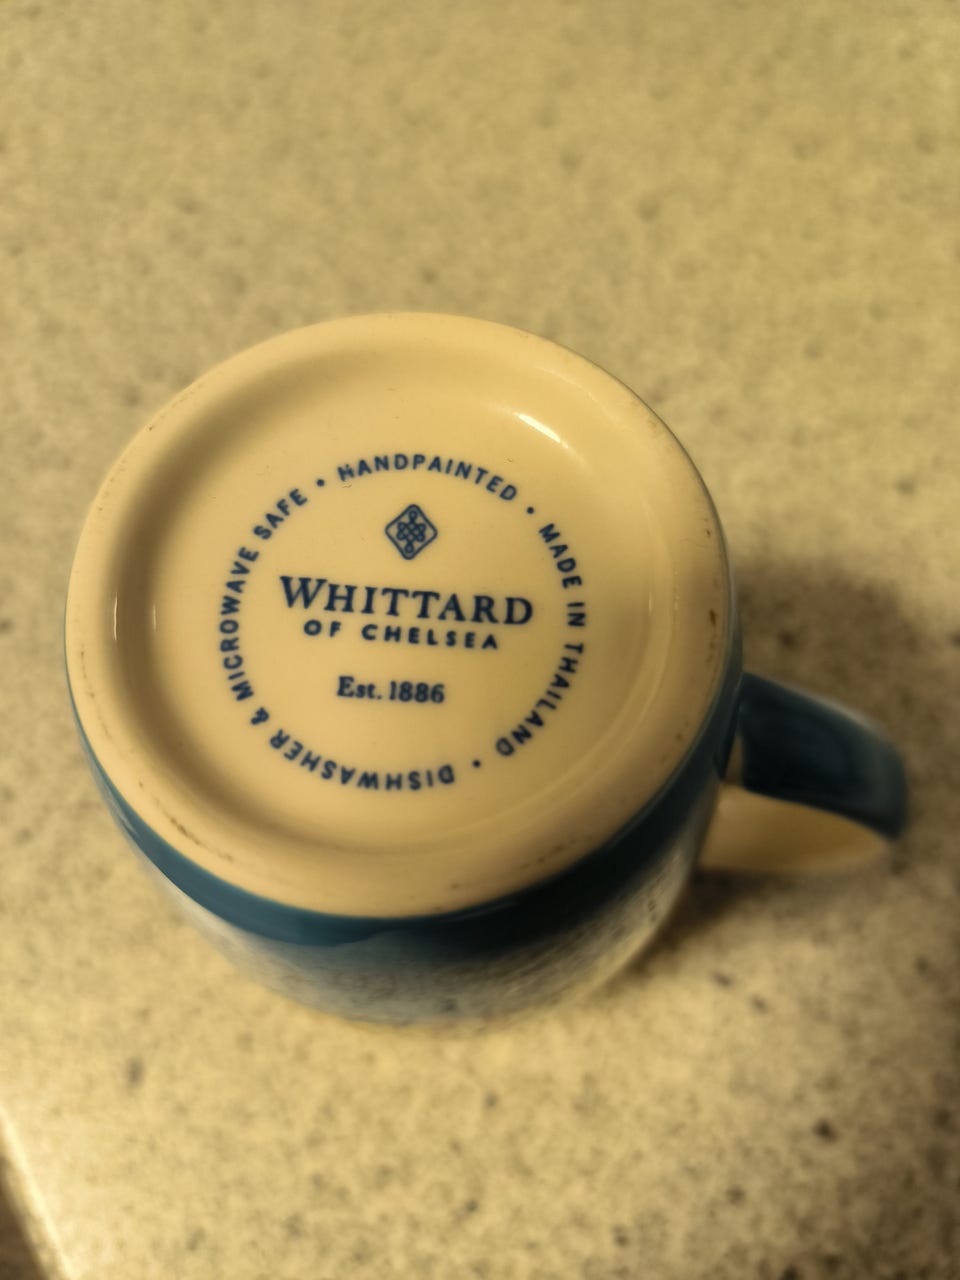 HANDPAINTED • MADE IN THAILAND • DISHWASHER & MICROWAVE SAFE •
WHITTARD
OF CHELSEA
Est. 1886